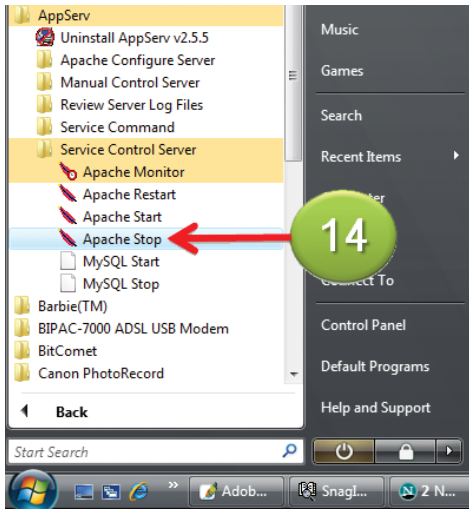 AppServ
Uninstall AppServ v2.5.5
Apache Configure Server
Manual Control Server
Review Server Log Files
Service Command
Service Control Server
Apache Monitor
Apache Restart
Apache Start
Apache Stop
MySQL Start
MySQL Stop
Barbie(TM)
BIPAC-7000 ADSL USB Modem
BitComet
Canon PhotoRecord
Back
Start Search
Music
Games
Search
Recent Items
14
Connect To
Control Panel
Default Programs
Help and Support
» Adob... SnagI... 2 N...